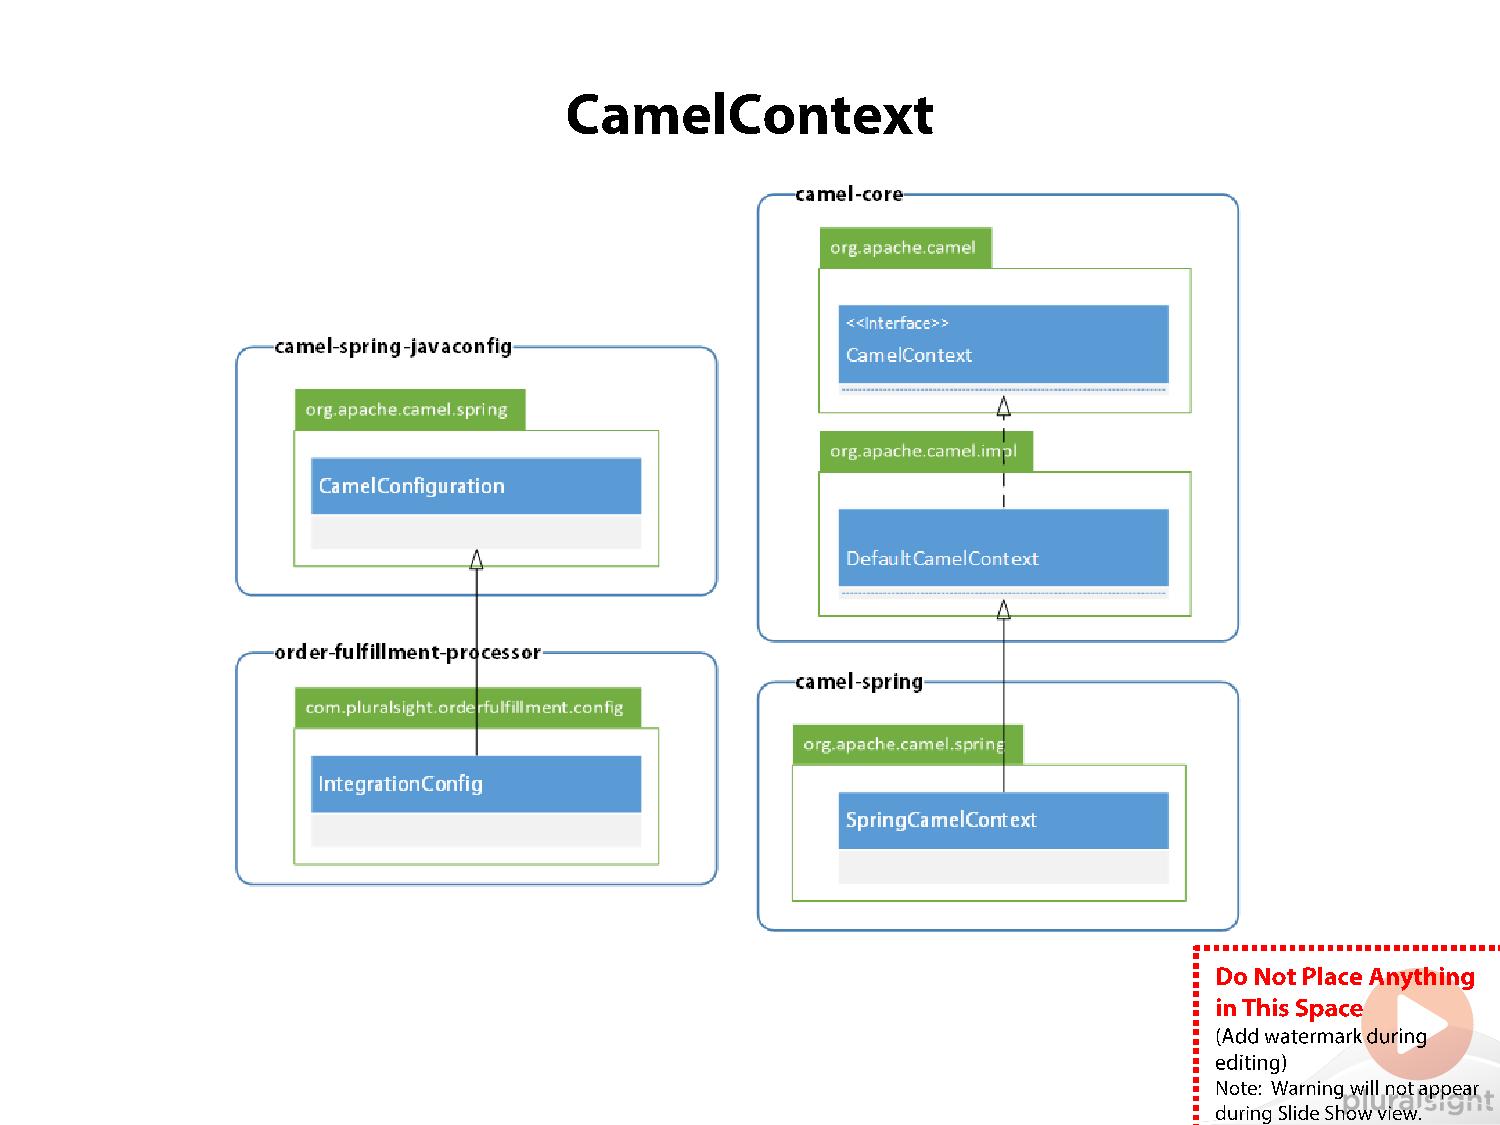 CamelContext
camel-core
org.apache.camel
<<Interface>>
CamelContext
org.apache.camel.impl
DefaultCamelContext
camel-spring-javaconfig
org.apache.camel.spring
CamelConfiguration
order-fulfillment-processor
com.pluralsight.orderfulfillment.config
IntegrationConfig
camel-spring
org.apache.camel.spring
SpringCamelContext
Do Not Place Anything
in This Space
(Add watermark during
editing)
Note: Warning will not appear
during Slide Show view.
pluralsight